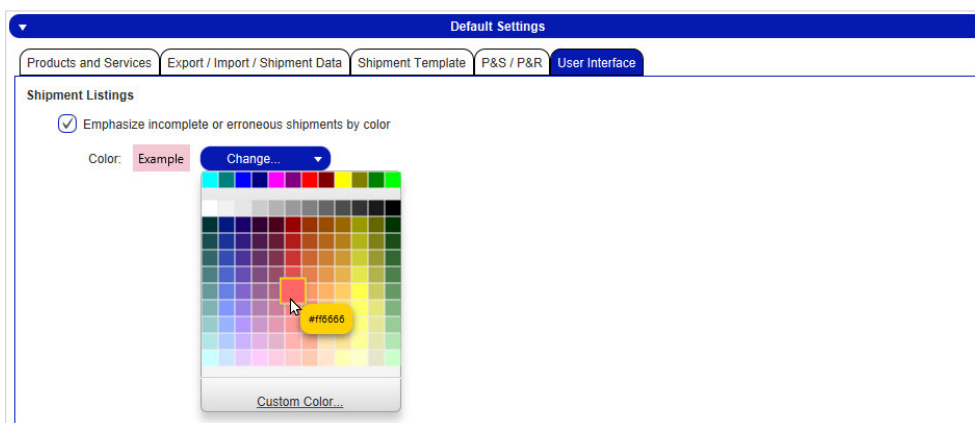 Default Settings
Products and Services Export / Import / Shipment Data Shipment Template P&S / P&R User Interface
Shipment Listings
Emphasize incomplete or erroneous shipments by color
Color: Example Change...
#ff6666
Custom Color...